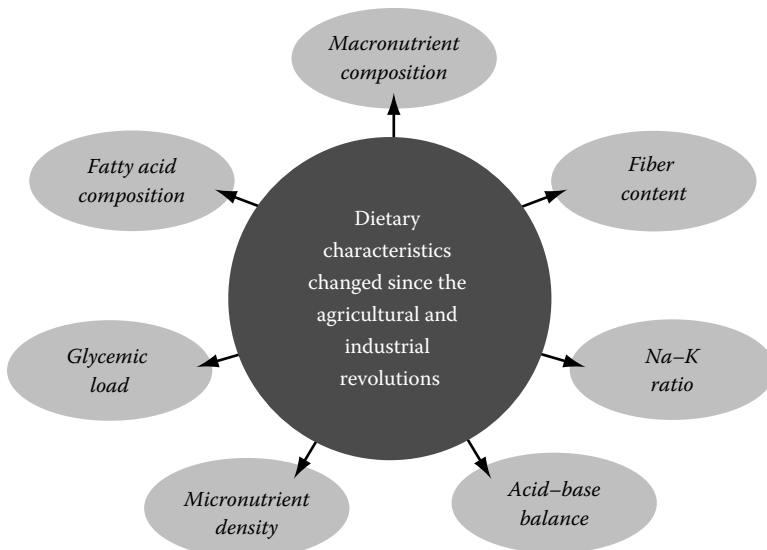 Macronutrient
composition
Fatty acid
composition
Fiber
content
Dietary
characteristics
changed since the
agricultural and
industrial
revolutions
Glycemic
load
Na–K
ratio
Micronutrient
density
Acid–base
balance